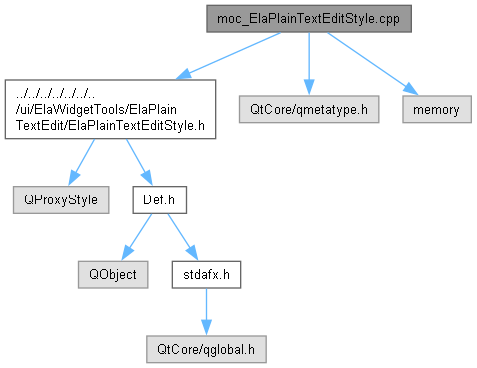 moc_ElaPlainTextEditStyle.cpp
../../../../../../..
/ui/ElaWidgetTools/ElaPlain
TextEdit/ElaPlainTextEditStyle.h
QtCore/qmetatype.h
memory
QProxyStyle
Def.h
QObject
stdafx.h
QtCore/qglobal.h